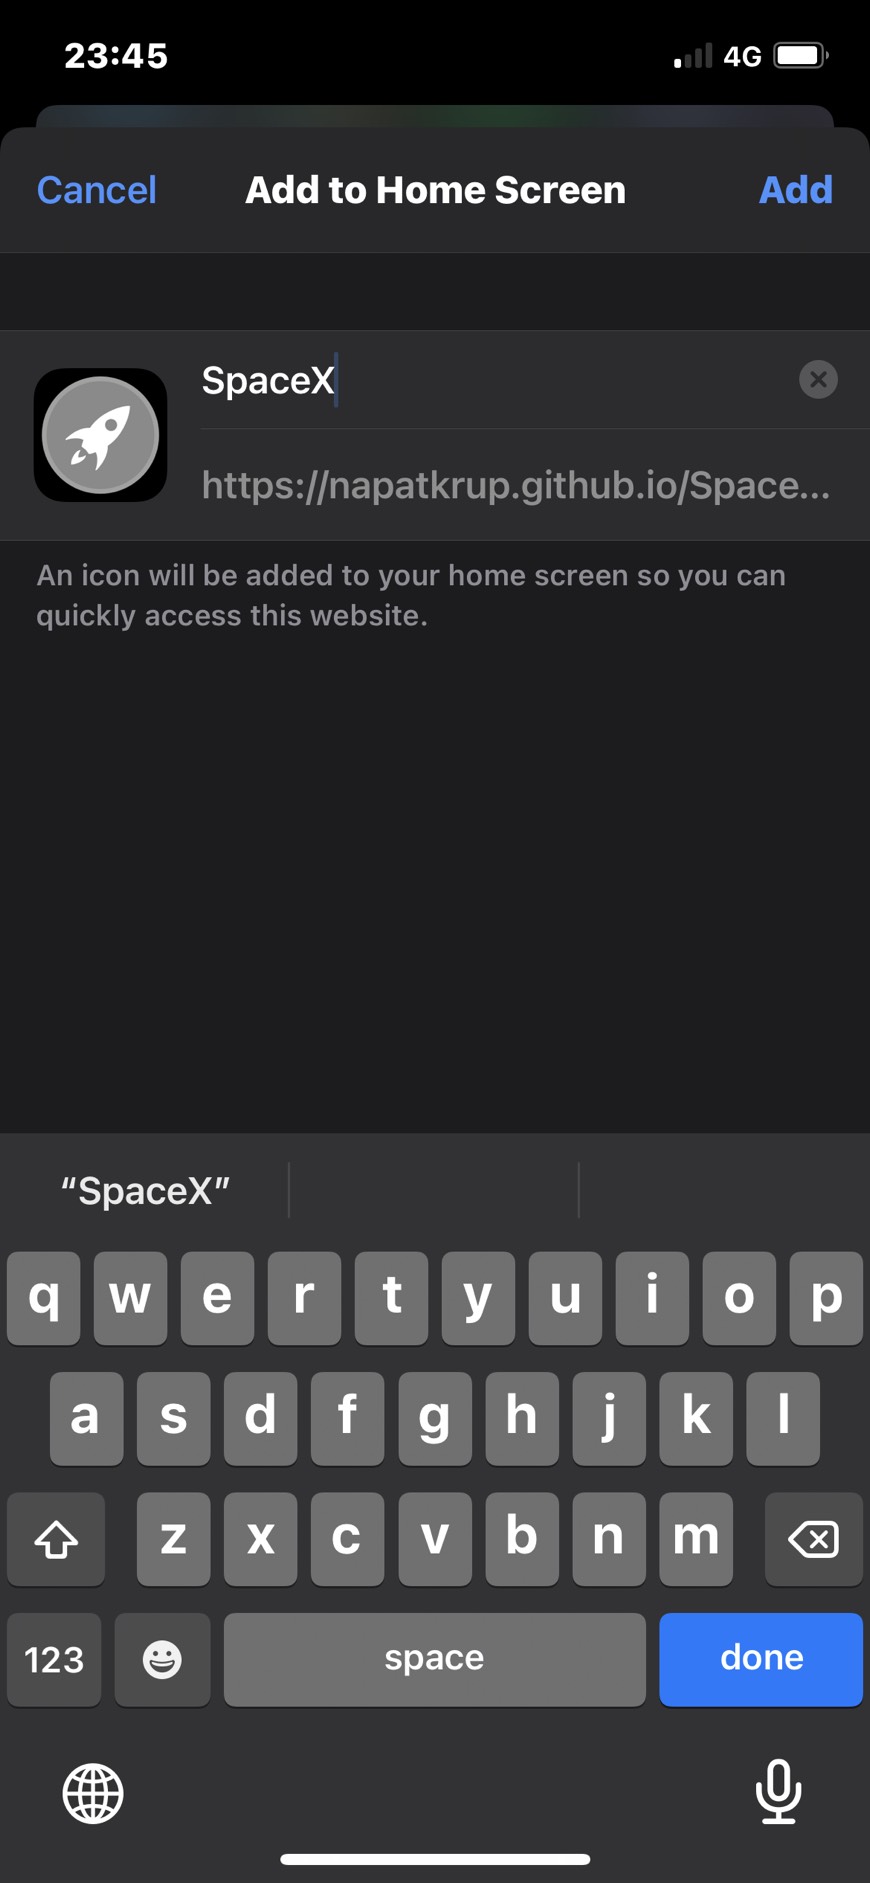 23:45 4G
Cancel Add to Home Screen Add
SpaceX
https://napatkrup.github.io/Space...
An icon will be added to your home screen so you can
quickly access this website.
“SpaceX”
q w e r t y u i o p
a s d f g h j k l
z x c v b n m
123 space done